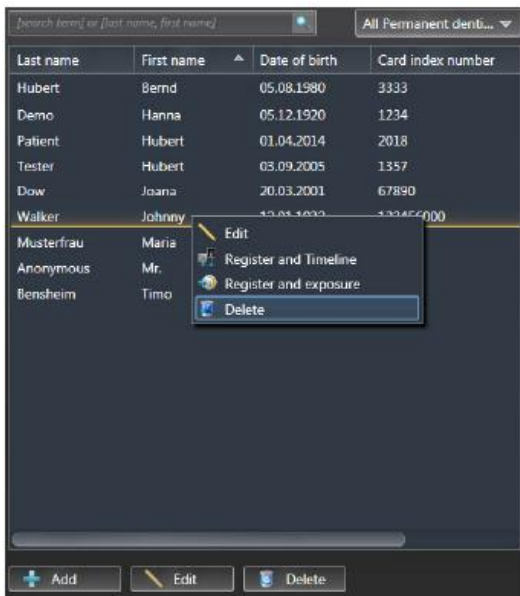 [search term] or [last name, first name] All Permanent denti...
Last name First name Date of birth Card index number
Hubert Bernd 05.08.1980 3333
Demo Hanna 05.12.1920 1234
Patient Hubert 01.04.2014 2018
Tester Hubert 03.09.2005 1357
Dow Joana 20.03.2001 67890
Walker Johnny
Edit
Musterfrau Maria
Register and Timeline
Anonymous Mr.
Register and exposure
Bensheim Timo
Delete
Add Edit Delete